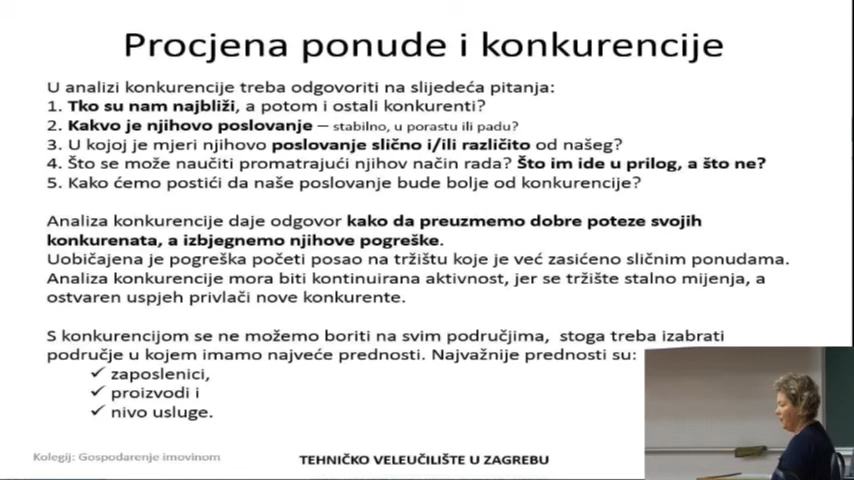 Procjena ponude i konkurencije
U analizi konkurencije treba odgovoriti na slijedeća pitanja:
1. Tko su nam najbliži, a potom i ostali konkurenti?
2. Kakvo je njihovo poslovanje – stabilno, u porastu ili padu?
3. U kojoj je mjeri njihovo poslovanje slično i/ili različito od našeg?
4. Što se može naučiti promatrajući njihov način rada? Što im ide u prilog, a što ne?
5. Kako ćemo postići da naše poslovanje bude bolje od konkurencije?
Analiza konkurencije daje odgovor kako da preuzmemo dobre poteze svojih
konkurenata, a izbjegnemo njihove pogreške.
Uobičajena je pogreška početi posao na tržištu koje je već zasićeno sličnim ponudama.
Analiza konkurencije mora biti kontinuirana aktivnost, jer se tržište stalno mijenja, a
ostvaren uspjeh privlači nove konkurente.
S konkurencijom se ne možemo boriti na svim područjima, stoga treba izabrati
područje u kojem imamo najveće prednosti. Najvažnije prednosti su:
✓ zaposlenici,
✓ proizvodi i
✓ nivo usluge.
Kolegij: Gospodarenje imovinom
TEHNIČKO VELEUČILIŠTE U ZAGREBU